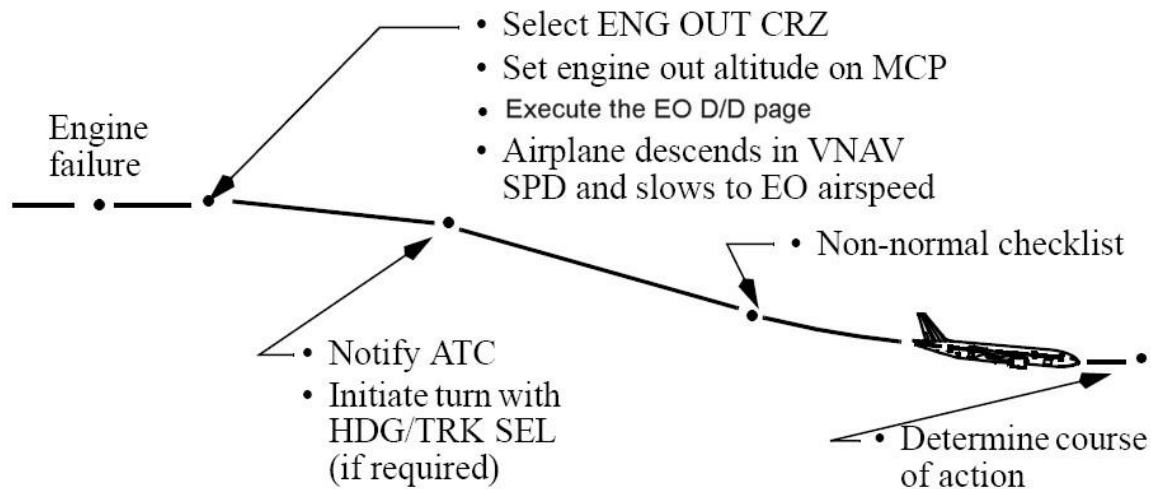 • Select ENG OUT CRZ
• Set engine out altitude on MCP
• Execute the EO D/D page
• Airplane descends in VNAV
SPD and slows to EO airspeed
Engine
failure
• Non-normal checklist
• Notify ATC
• Initiate turn with
HDG/TRK SEL
(if required)
• Determine course
of action